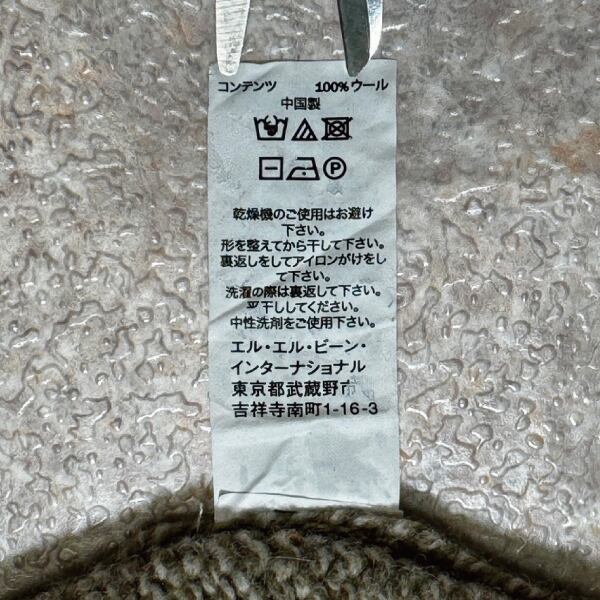 コンテンツ 100%ウール
中国製
P
乾燥機のご使用はお避け
下さい。
形を整えてから干して下さい。
裏返しをしてアイロンがけをし
て下さい。
洗濯の際は裏返して下さい。
平干ししてください。
中性洗剤をご使用下さい。
エル・エル・ビーン・
インターナショナル
東京都武蔵野市
吉祥寺南町1-16-3